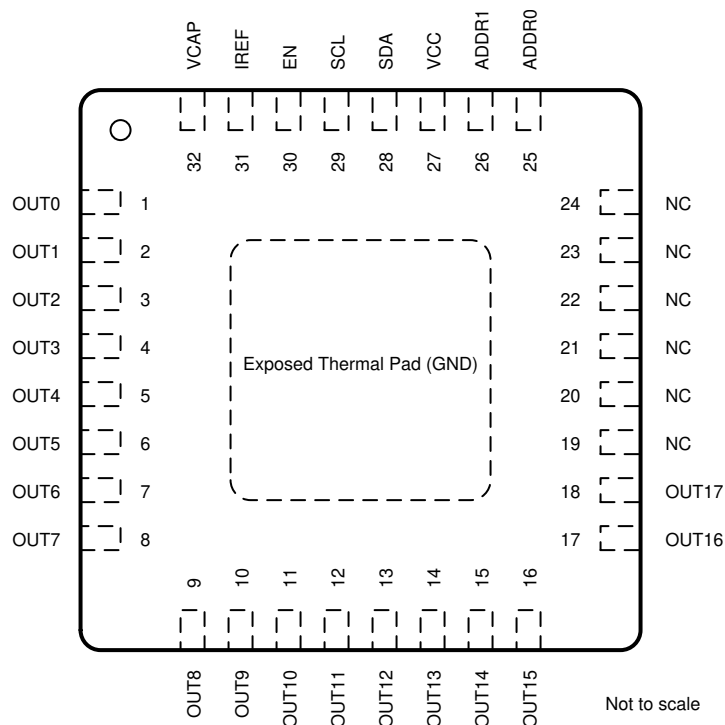 VCAP IREF EN SCL SDA VCC ADDR1 ADDR0
32 31 30 29 28 27 26 25
OUT0 1 24 NC
OUT1 2 23 NC
OUT2 3 22 NC
OUT3 4 21 NC
Exposed Thermal Pad (GND)
OUT4 5 20 NC
OUT5 6 19 NC
OUT6 7 18 OUT17
OUT7 8 17 OUT16
9 10 11 12 13 14 15 16
OUT8 OUT9 OUT10 OUT11 OUT12 OUT13 OUT14 OUT15
Not to scale